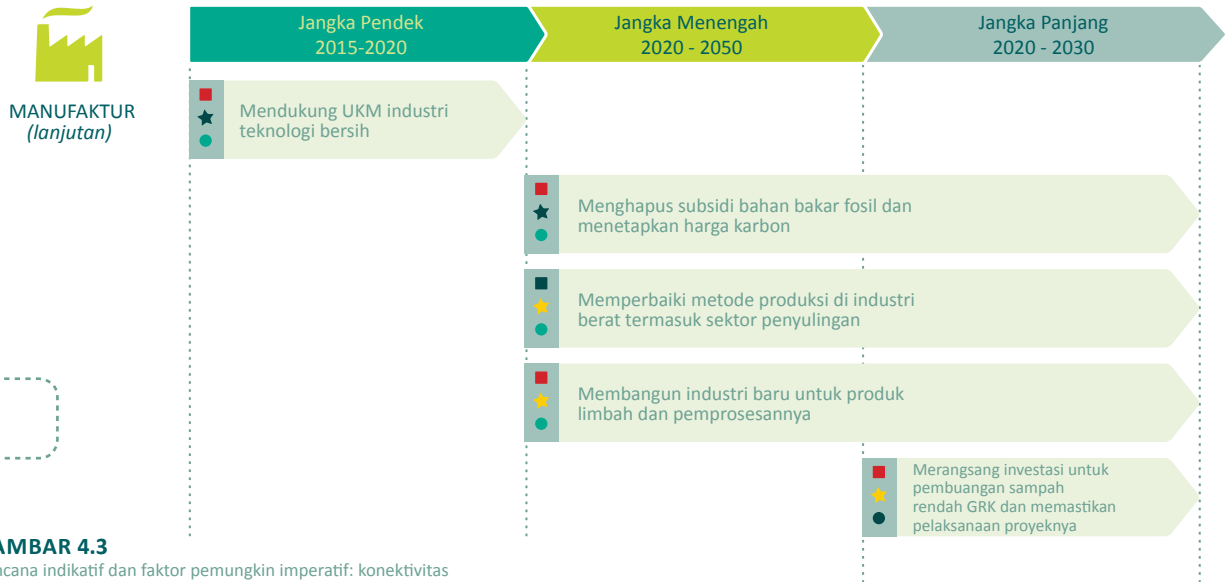 Jangka Pendek
2015-2020
Jangka Menengah
2020 - 2050
Jangka Panjang
2020 - 2030
MANUFAKTUR
(lanjutan)
Mendukung UKM industri
teknologi bersih
Menghapus subsidi bahan bakar fosil dan
menetapkan harga karbon
Memperbaiki metode produksi di industri
berat termasuk sektor penyulingan
Membangun industri baru untuk produk
limbah dan pemprosesannya
Merangsang investasi untuk
pembuangan sampah
rendah GRK dan memastikan
pelaksanaan proyeknya
AMBAR 4.3
ncana indikatif dan faktor pemungkin imperatif: konektivitas